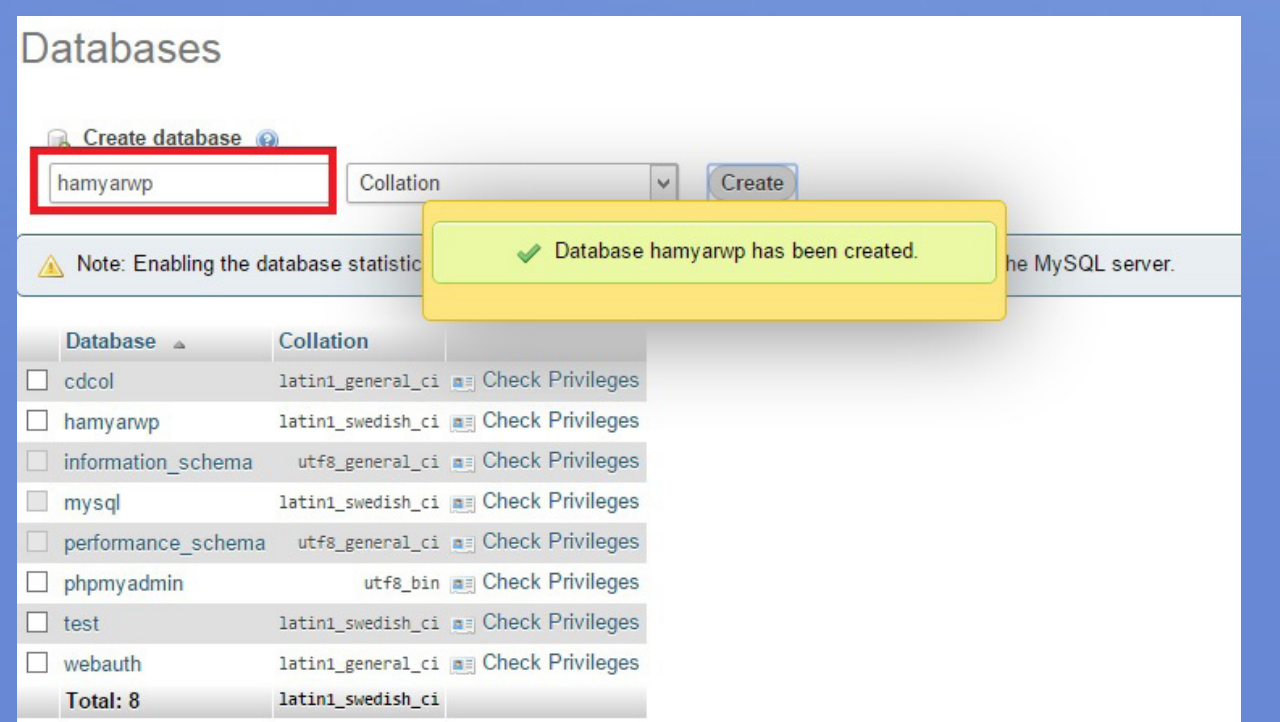 Databases
Create database
hamyarwp Collation Create
Database hamyarwp has been created.
Note: Enabling the database statistic he MySQL server.
Database Collation
cdcol latin1_general_ci Check Privileges
hamyarwp latin1_swedish_ci Check Privileges
information_schema utf8_general_ci Check Privileges
mysql latin1_swedish_ci Check Privileges
performance_schema utf8_general_ci Check Privileges
phpmyadmin utf8_bin Check Privileges
test latin1_swedish_ci Check Privileges
webauth latin1_general_ci Check Privileges
Total: 8 latin1_swedish_ci